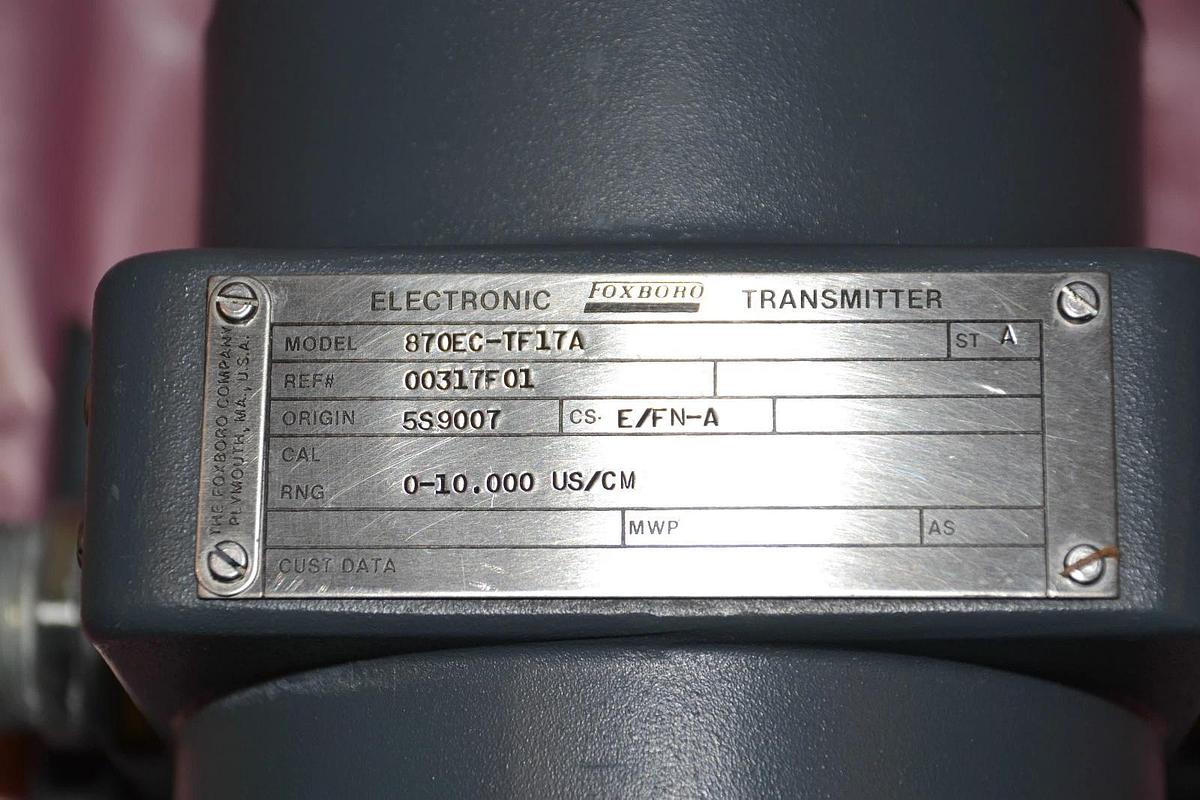 ELECTRONIC FOXBORO TRANSMITTER
MODEL 870EC-TF17A ST A
REF# 00317F01
ORIGIN 5S9007 CS· E/FN-A
CAL
RNG 0-10.000 US/CM
MWP AS
CUST DATA
THE FOXBORO COMPANY
PLYMOUTH, MA., U.S.A.